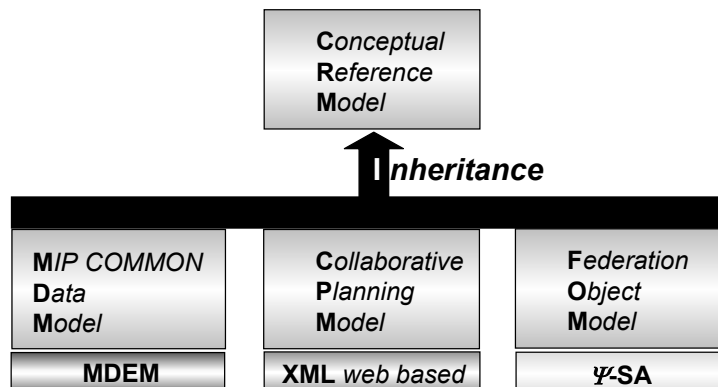 Conceptual
Reference
Model
Inheritance
MIP COMMON
Data
Model
Collaborative
Planning
Model
Federation
Object
Model
MDEM
XML web based
Ψ-SA